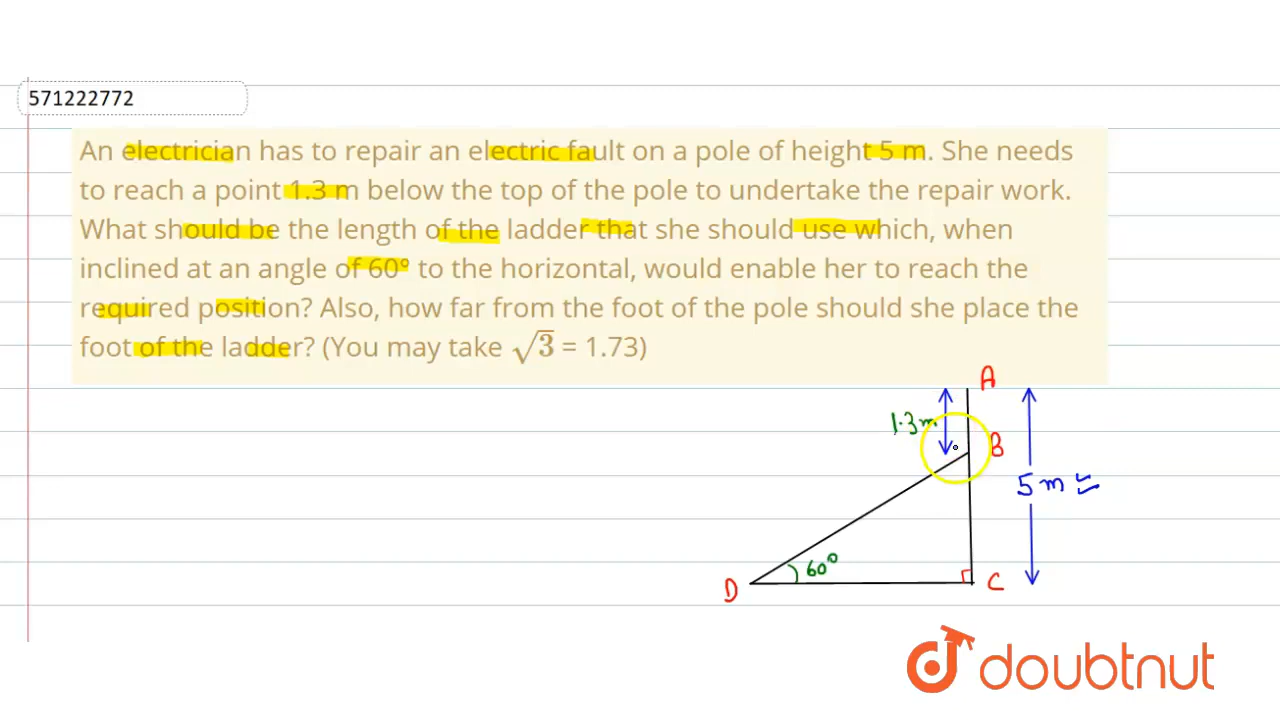 571222772
An electrician has to repair an electric fault on a pole of height 5 m. She needs
to reach a point 1.3 m below the top of the pole to undertake the repair work.
What should be the length of the ladder that she should use which, when
inclined at an angle of 60° to the horizontal, would enable her to reach the
required position? Also, how far from the foot of the pole should she place the
foot of the ladder? (You may take √3 = 1.73)
A
1.3m
B
5 m
60°
D
C
doubtnut